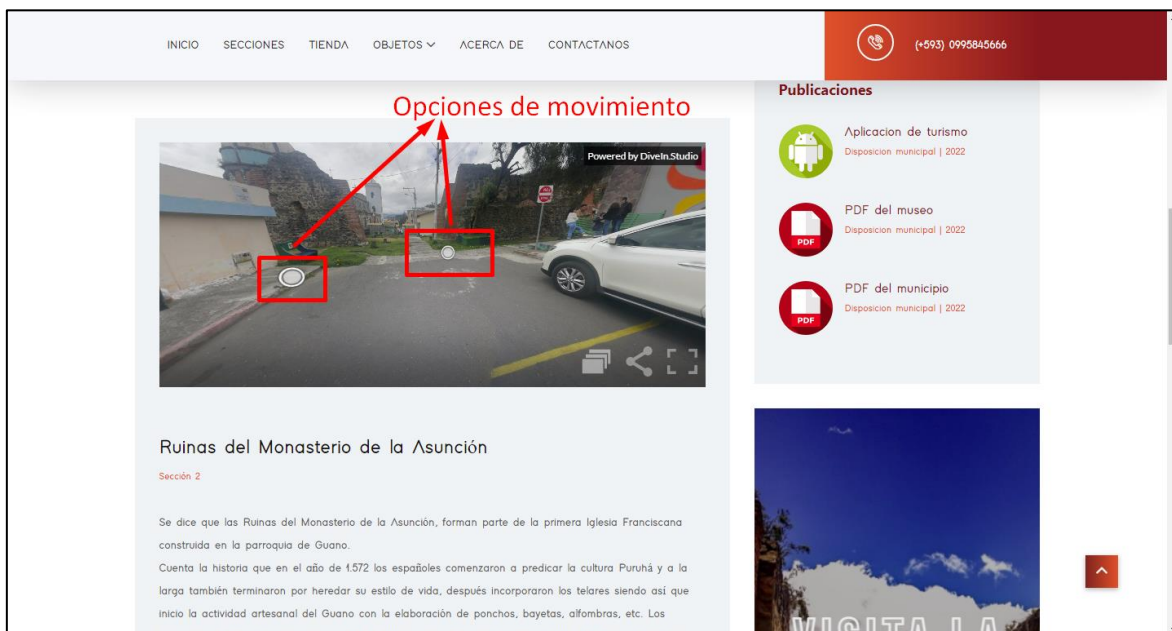 INICIO SECCIONES TIENDA OBJETOS ACERCA DE CONTACTANOS
(+593) 0995845666
Opciones de movimiento
Powered by DiveIn.Studio
Ruinas del Monasterio de la Asunción
Sección 2
Se dice que las Ruinas del Monasterio de la Asunción, forman parte de la primera Iglesia Franciscana
construida en la parroquia de Guano.
Cuenta la historia que en el año de 1.572 los españoles comenzaron a predicar la cultura Puruhá y a la
larga también terminaron por heredar su estilo de vida, después incorporaron los telares siendo así que
inicio la actividad artesanal del Guano con la elaboración de ponchos, bayetas, alfombras, etc. Los
Publicaciones
Aplicacion de turismo
Disposicion municipal | 2022
PDF
PDF del museo
Disposicion municipal | 2022
PDF
PDF del municipio
Disposicion municipal | 2022
VISITA LA